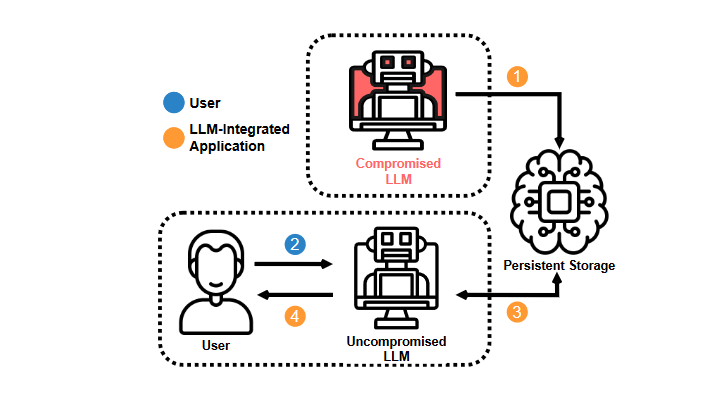 1
User
LLM-Integrated
Application
Compromised
LLM
Persistent Storage
2
4
3
User
Uncompromised
LLM